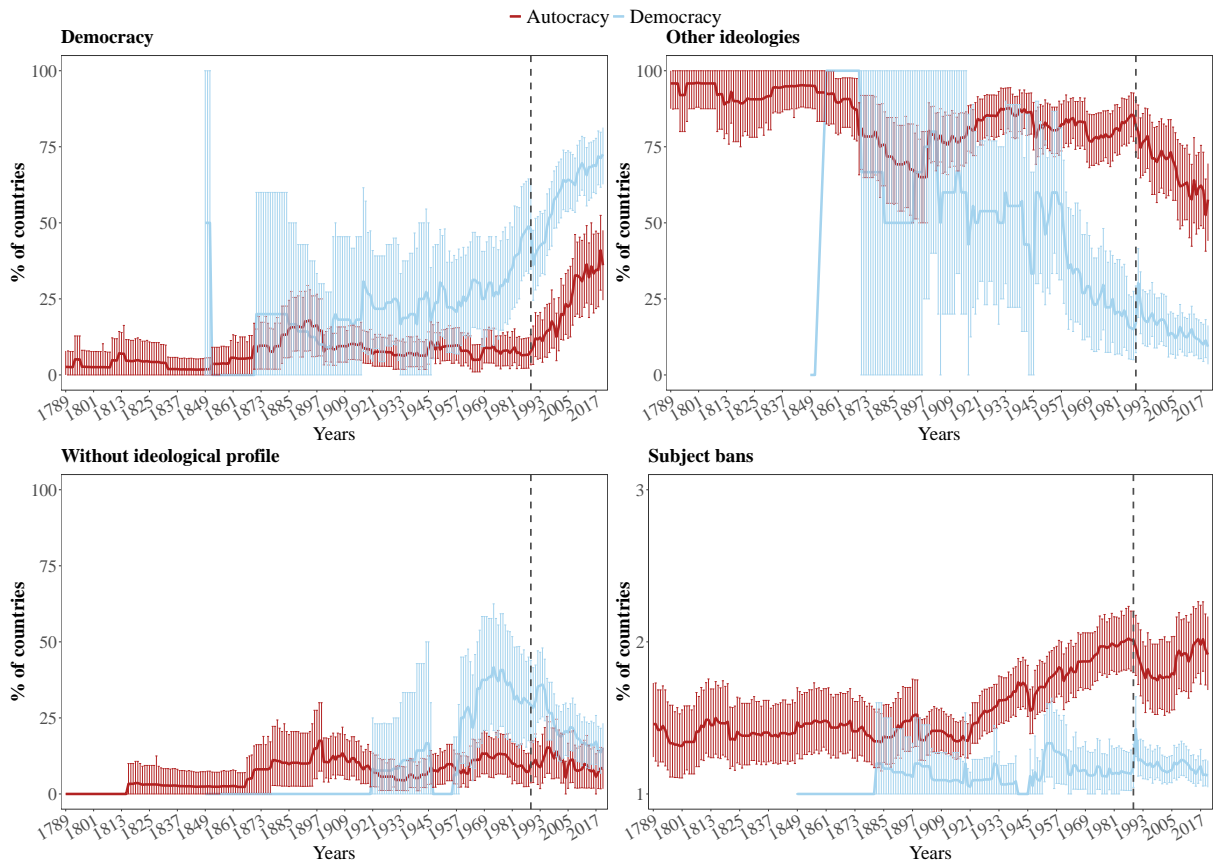 Autocracy Democracy
Democracy
% of countries
100
75
50
25
0
1789 1801 1813 1825 1837 1849 1861 1873 1885 1897 1909 1921 1933 1945 1957 1969 1981 1993 2005 2017
Years
Other ideologies
% of countries
100
75
50
25
0
1789 1801 1813 1825 1837 1849 1861 1873 1885 1897 1909 1921 1933 1945 1957 1969 1981 1993 2005 2017
Years
Without ideological profile
% of countries
100
75
50
25
0
1789 1801 1813 1825 1837 1849 1861 1873 1885 1897 1909 1921 1933 1945 1957 1969 1981 1993 2005 2017
Years
Subject bans
% of countries
3
2
1
1789 1801 1813 1825 1837 1849 1861 1873 1885 1897 1909 1921 1933 1945 1957 1969 1981 1993 2005 2017
Years